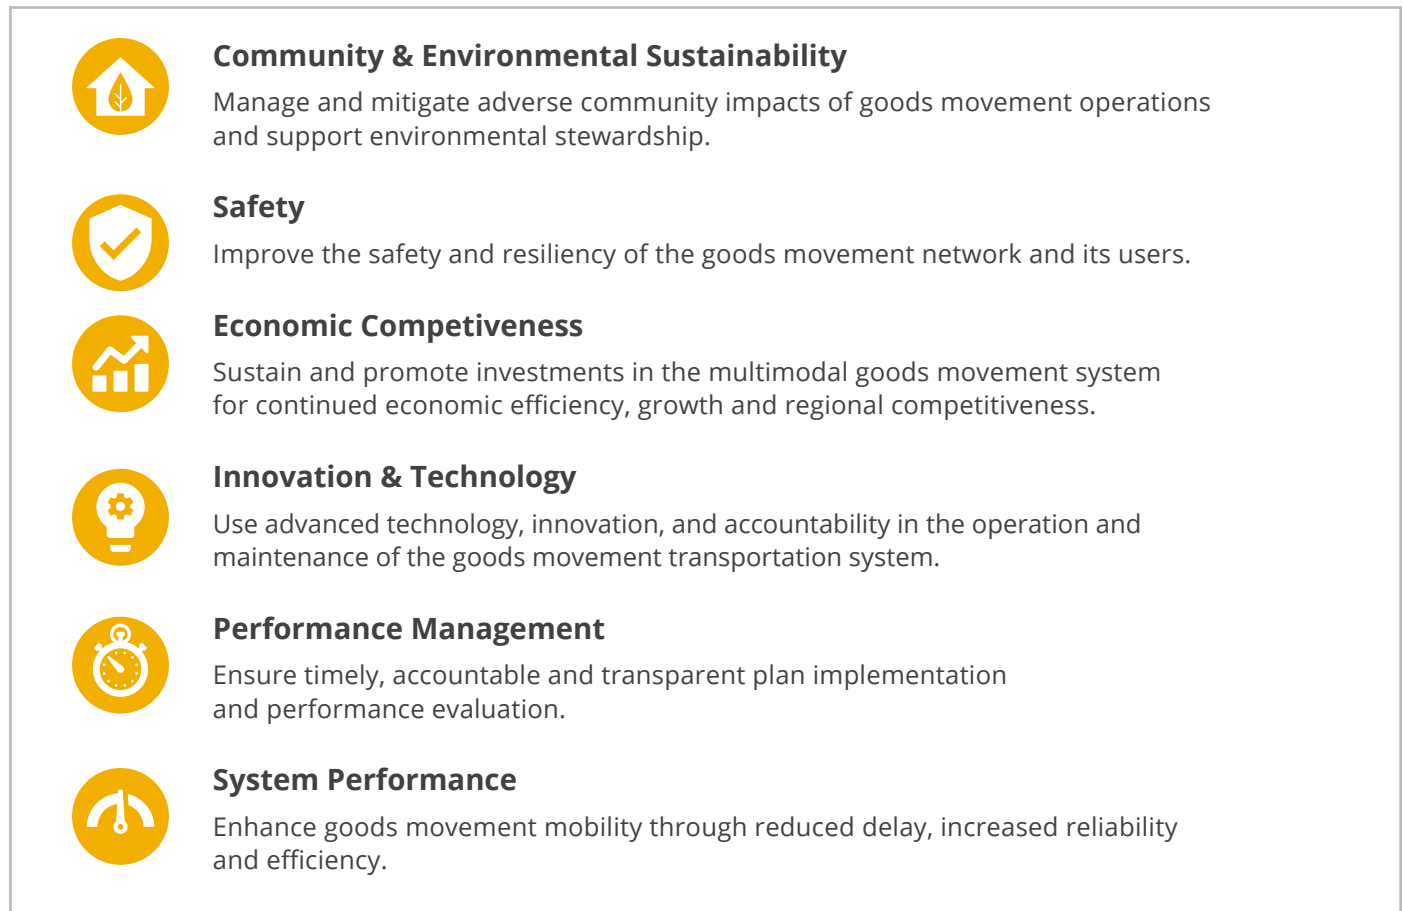 Community & Environmental Sustainability
Manage and mitigate adverse community impacts of goods movement operations
and support environmental stewardship.
Safety
Improve the safety and resiliency of the goods movement network and its users.
Economic Competiveness
Sustain and promote investments in the multimodal goods movement system
for continued economic efficiency, growth and regional competitiveness.
Innovation & Technology
Use advanced technology, innovation, and accountability in the operation and
maintenance of the goods movement transportation system.
Performance Management
Ensure timely, accountable and transparent plan implementation
and performance evaluation.
System Performance
Enhance goods movement mobility through reduced delay, increased reliability
and efficiency.